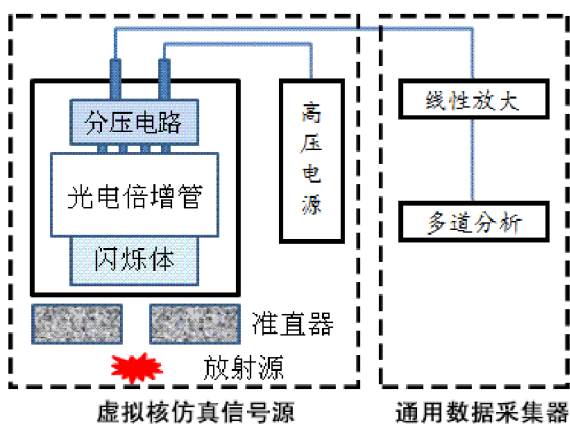 分压电路
光电倍增管
闪烁体
高压电源
准直器
放射源
虚拟核仿真信号源
线性放大
多道分析
通用数据采集器